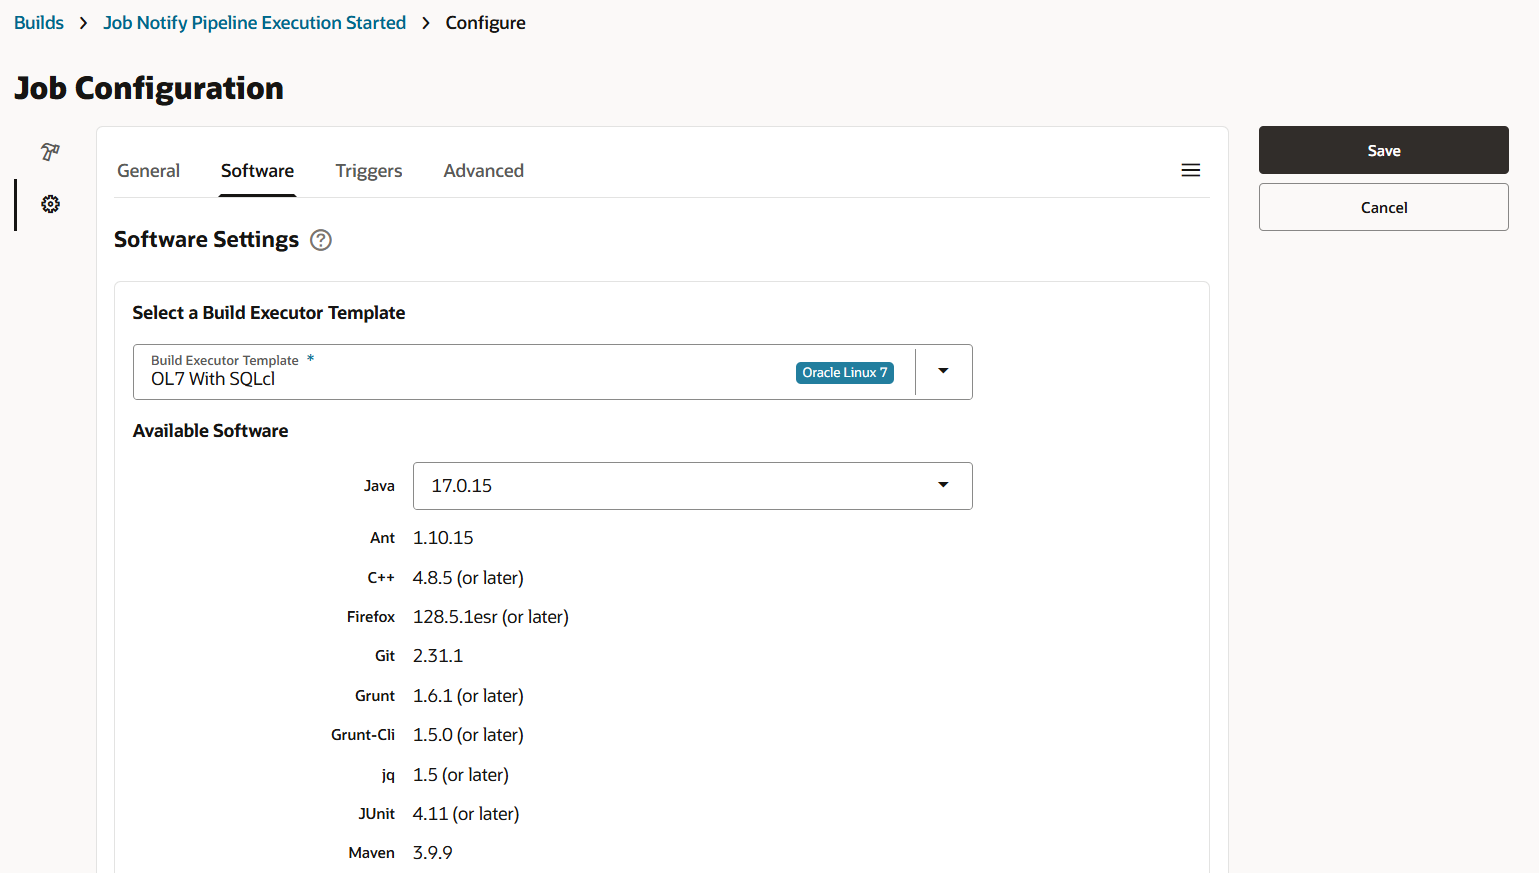 Builds > Job Notify Pipeline Execution Started > Configure
Job Configuration
General Software Triggers Advanced
Save
Cancel
Software Settings ?
Select a Build Executor Template
Build Executor Template *
OL7 With SQLcl
Oracle Linux 7
Available Software
Java 17.0.15
Ant 1.10.15
C++ 4.8.5 (or later)
Firefox 128.5.1esr (or later)
Git 2.31.1
Grunt 1.6.1 (or later)
Grunt-Cli 1.5.0 (or later)
jq 1.5 (or later)
JUnit 4.11 (or later)
Maven 3.9.9